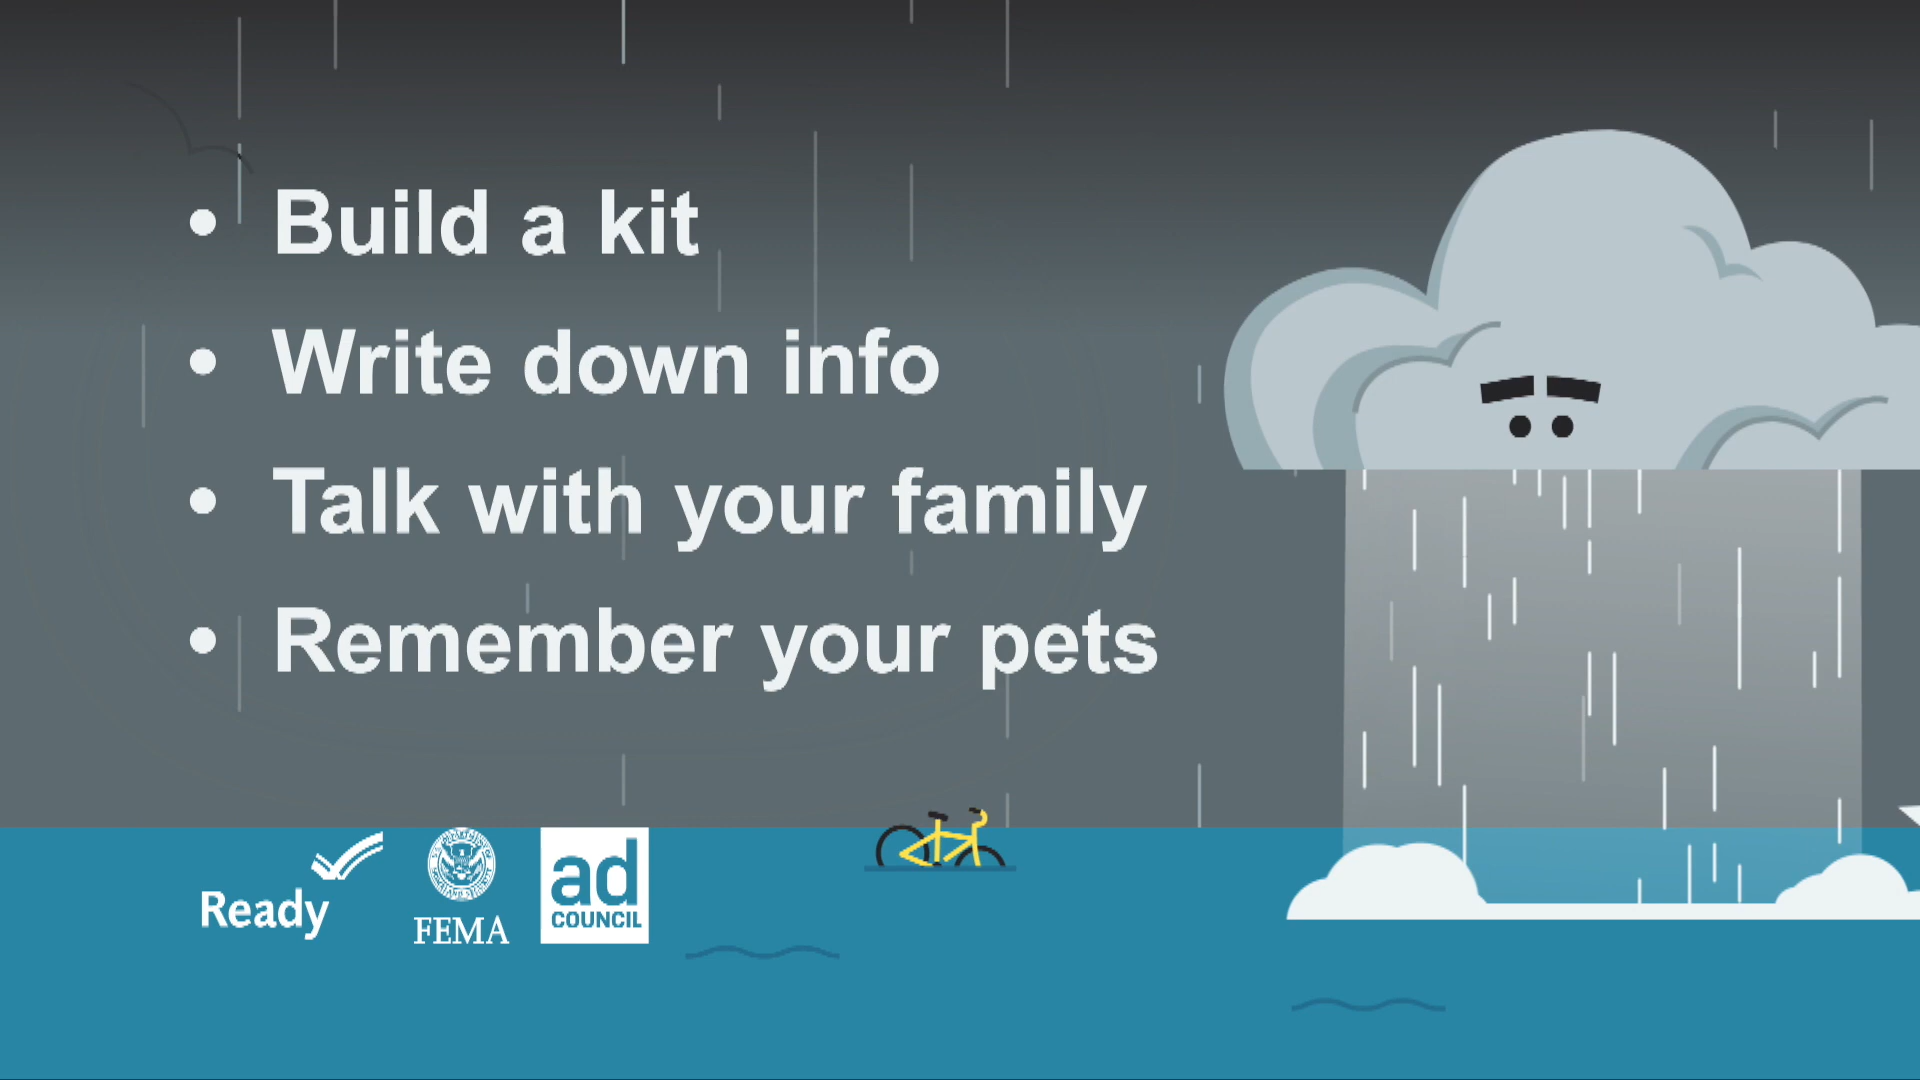 • Build a kit
• Write down info
• Talk with your family
• Remember your pets
Ready
FEMA
ad
COUNCIL